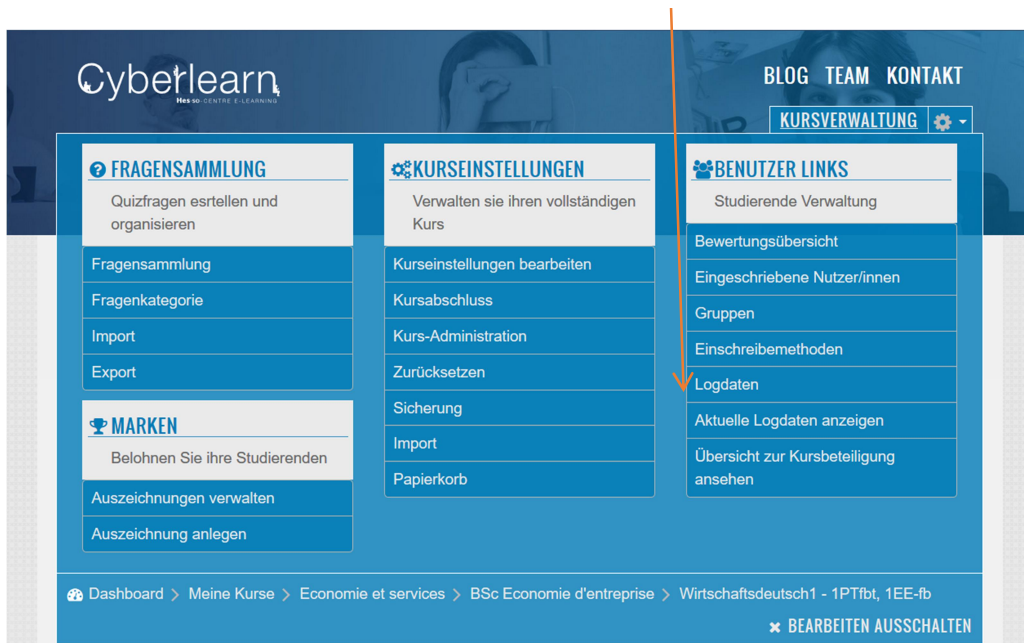 Cyberlearn
Hes·so CENTRE E-LEARNING
BLOG TEAM KONTAKT
KURSVERWALTUNG
FRAGENSAMMLUNG
Quizfragen esrtellen und
organisieren
Fragensammlung
Fragenkategorie
Import
Export
MARKEN
Belohnen Sie ihre Studierenden
Auszeichnungen verwalten
Auszeichnung anlegen
KURSEINSTELLUNGEN
Verwalten sie ihren vollständigen
Kurs
Kurseinstellungen bearbeiten
Kursabschluss
Kurs-Administration
Zurücksetzen
Sicherung
Import
Papierkorb
BENUTZER LINKS
Studierende Verwaltung
Bewertungsübersicht
Eingeschriebene Nutzer/innen
Gruppen
Einschreibemethoden
Logdaten
Aktuelle Logdaten anzeigen
Übersicht zur Kursbeteiligung
ansehen
Dashboard > Meine Kurse > Economie et services > BSc Economie d'entreprise > Wirtschaftsdeutsch1 - 1PTfbt, 1EE-fb
BEARBEITEN AUSSCHALTEN